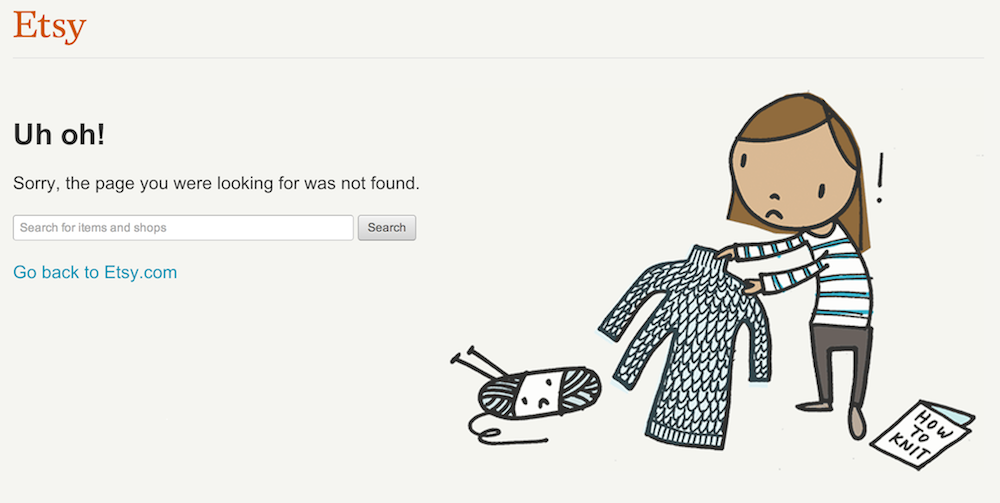 Etsy
Uh oh!
Sorry, the page you were looking for was not found.
Search for items and shops
Search
Go back to Etsy.com
!
HOW
TO
KNIT